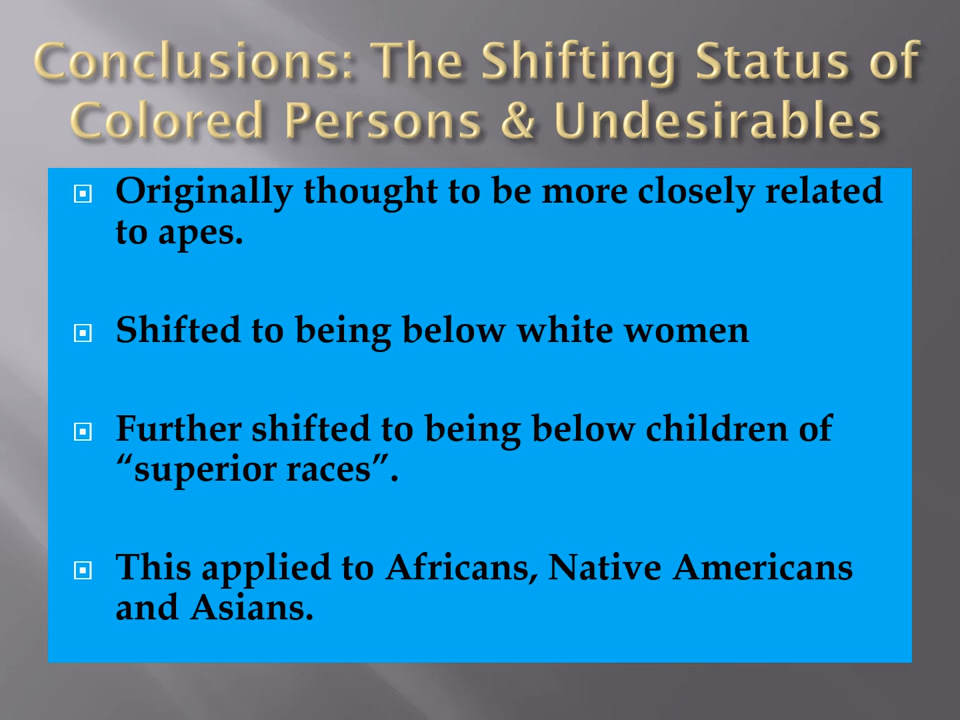 Conclusions: The Shifting Status of
Colored Persons & Undesirables
Originally thought to be more closely related
to apes.
Shifted to being below white women
Further shifted to being below children of
“superior races”.
This applied to Africans, Native Americans
and Asians.